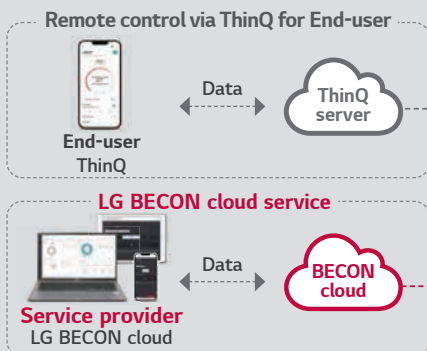 Remote control via ThinQ for End-user
Data
ThinQ
server
End-user
ThinQ
LG BECON cloud service
Data
BECON
cloud
Service provider
LG BECON cloud